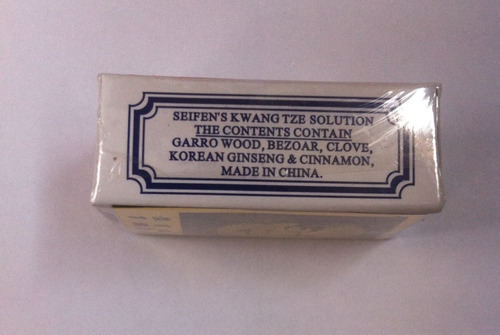 SEIFEN'S KWANG TZE SOLUTION
THE CONTENTS CONTAIN
GARRO WOOD, BEZOAR, CLOVE,
KOREAN GINSENG & CINNAMON,
MADE IN CHINA.